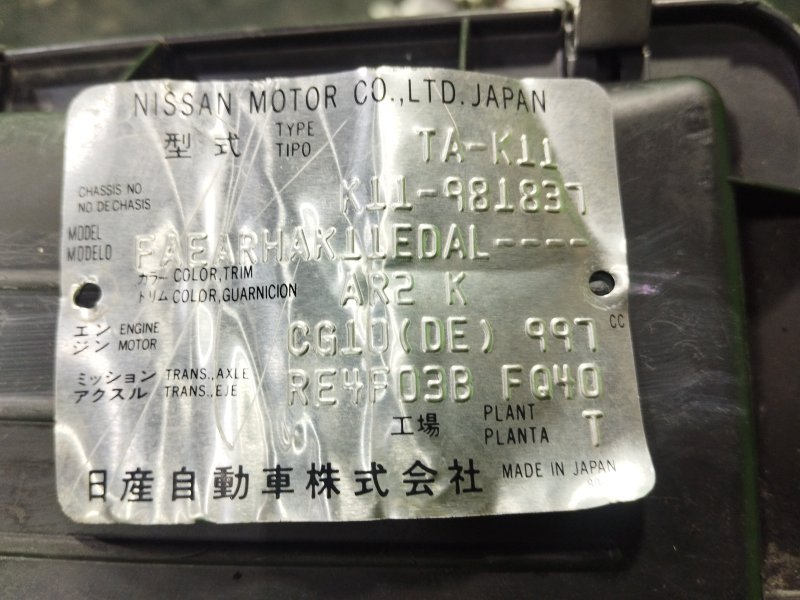 NISSAN MOTOR CO.,LTD. JAPAN
型式 TYPE TIPO TA-K11
CHASSIS NO
NO DE CHASIS K11-981837
MODEL
MODELO FAEARHAK11EDAL----
カラー COLOR,TRIM
トリム COLOR,GUARNICION AR2 K
エンジン ENGINE MOTOR CG10(DE) 997 CC
ミッション TRANS.,AXLE
アクスル TRANS.,EJE RE4F03B FQ40
工場 PLANT PLANTA T
日産自動車株式会社 MADE IN JAPAN